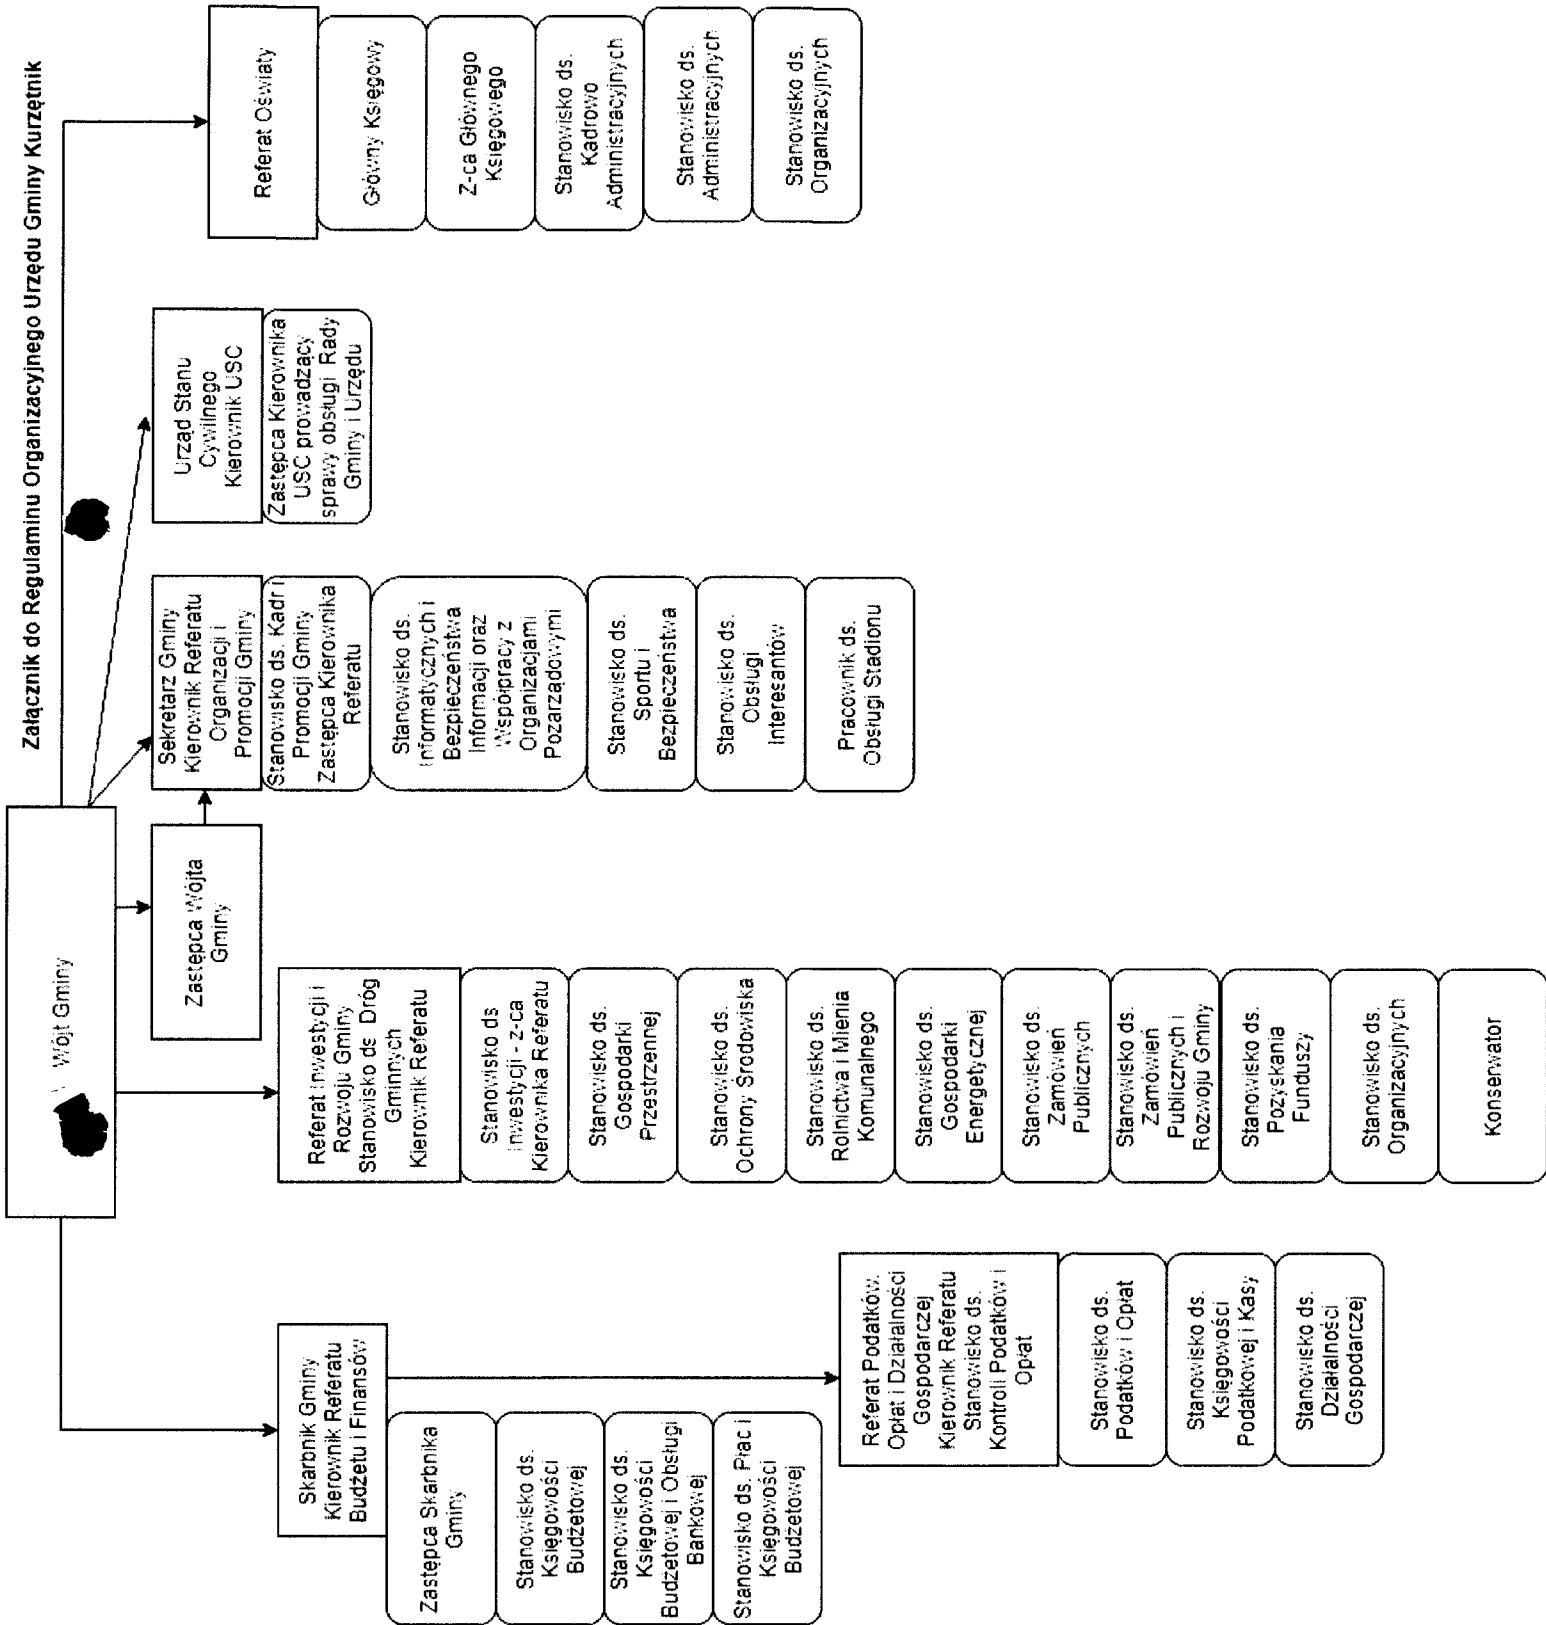 Załącznik do Regulaminu Organizacyjnego Urzędu Gminy Kurzętnik
Wójt Gminy
Skarbnik Gminy
Kierownik Referatu
Budżetu i Finansów
Zastępca Skarbnika
Gminy
Stanowisko ds.
Księgowości
Budżetowej
Stanowisko ds.
Księgowości
Budżetowej i Obsługi
Bankowej
Stanowisko ds. Płac i
Księgowości
Budżetowej
Referat Podatków,
Opłat i Działalności
Gospodarczej
Kierownik Referatu
Stanowisko ds.
Kontroli Podatków i
Opłat
Stanowisko ds.
Podatków i Opłat
Stanowisko ds.
Księgowości
Podatkowej i Kasy
Stanowisko ds.
Działalności
Gospodarczej
Referat Inwestycji i
Rozwoju Gminy
Stanowisko ds Dróg
Gminnych
Kierownik Referatu
Stanowisko ds
Inwestycji - z-ca
Kierownika Referatu
Stanowisko ds.
Gospodarki
Przestrzennej
Stanowisko ds.
Ochrony Środowiska
Stanowisko ds.
Rolnictwa i Mienia
Komunalnego
Stanowisko ds.
Gospodarki
Energetycznej
Stanowisko ds.
Zamówień
Publicznych
Stanowisko ds.
Zamówień
Publicznych i
Rozwoju Gminy
Stanowisko ds.
Pozyskania
Funduszy
Stanowisko ds.
Organizacyjnych
Konserwator
Zastępca Wójta
Gminy
Sekretarz Gminy
Kierownik Referatu
Organizacji i
Promocji Gminy
Stanowisko ds. Kadr i
Promocji Gminy
Zastępca Kierownika
Referatu
Stanowisko ds.
Informatycznych i
Bezpieczeństwa
Informacji oraz
Współpracy z
Organizacjami
Pozarządowymi
Stanowisko ds.
Sportu i
Bezpieczeństwa
Stanowisko ds.
Obsługi
Interesantów
Pracownik ds.
Obsługi Stadionu
Urząd Stanu
Cywilnego
Kierownik USC
Zastępca Kierownika
USC prowadzący
sprawy obsługi Rady
Gminy i Urzędu
Referat Oświaty
Główny Księgowy
Z-ca Głównego
Księgowego
Stanowisko ds.
Kadrowo
Administracyjnych
Stanowisko ds.
Administracyjnych
Stanowisko ds.
Organizacyjnych